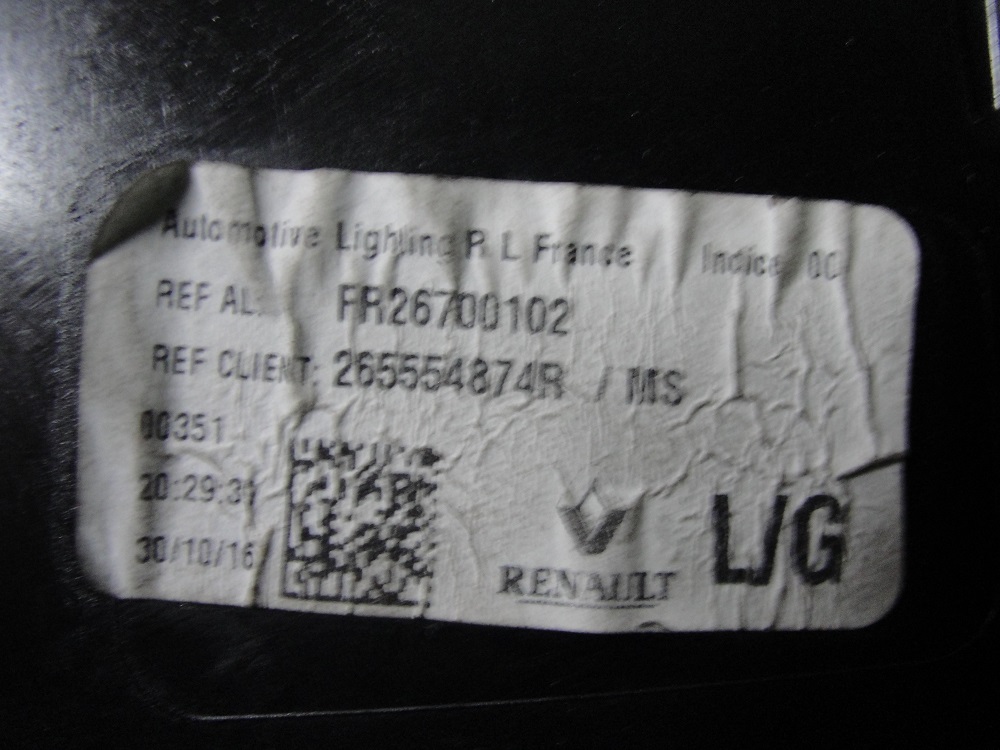 Automotive Lighting R L France Indice 00
REF AL: FR26700102
REF CLIENT: 265554874R / MS
00351
20:29:31
30/10/16
RENAULT
L/G